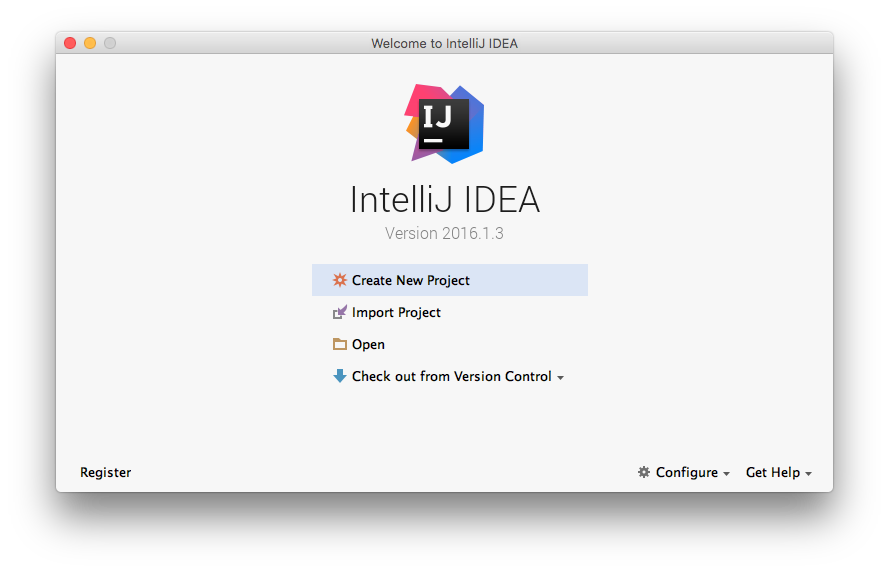 Welcome to IntelliJ IDEA
IJ
IntelliJ IDEA
Version 2016.1.3
Create New Project
Import Project
Open
Check out from Version Control
Register
Configure
Get Help